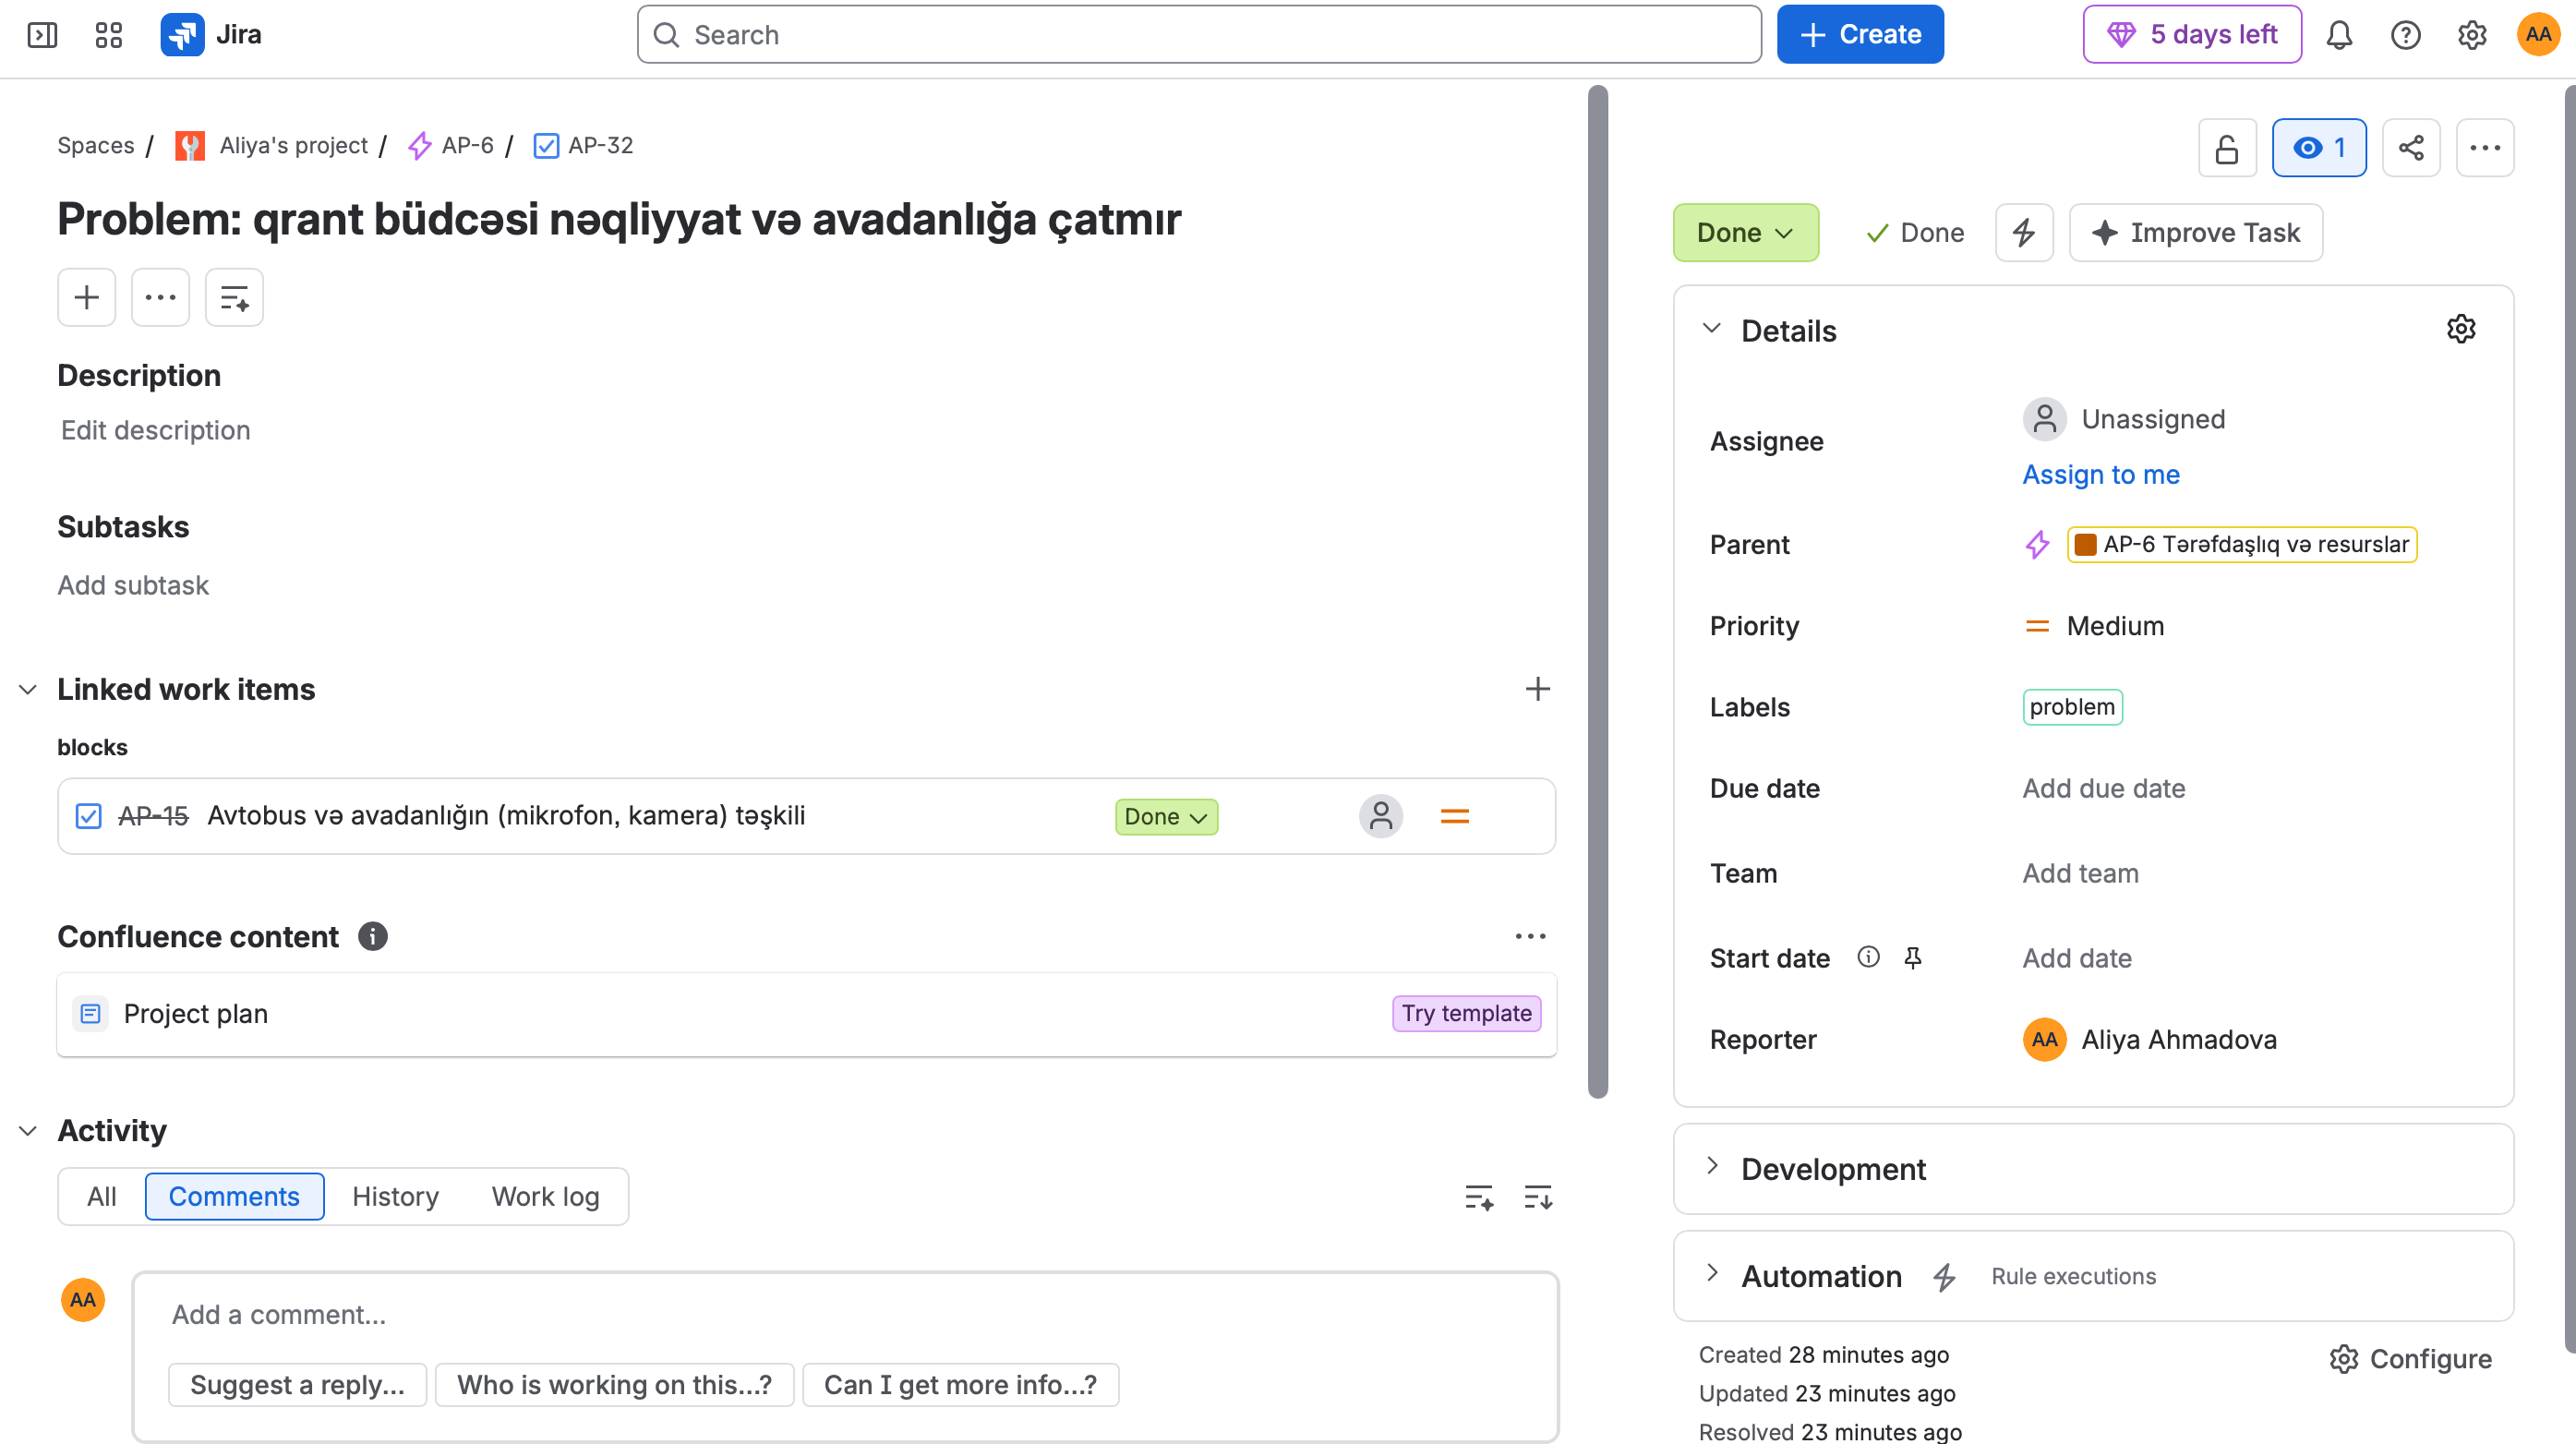 Jira
Search
Create
5 days left
AA
Spaces / Aliya's project / AP-6 / AP-32
Problem: qrant büdcəsi nəqliyyat və avadanlığa çatmır
Description
Edit description
Subtasks
Add subtask
Linked work items
blocks
AP-15 Avtobus və avadanlığın (mikrofon, kamera) təşkili Done
Confluence content
Project plan Try template
Activity
All Comments History Work log
AA
Add a comment...
Suggest a reply... Who is working on this...? Can I get more info...?
1
Done Done Improve Task
Details
Assignee Unassigned
Assign to me
Parent AP-6 Tərəfdaşlıq və resurslar
Priority Medium
Labels problem
Due date Add due date
Team Add team
Start date Add date
Reporter AA Aliya Ahmadova
Development
Automation Rule executions
Created 28 minutes ago
Configure
Updated 23 minutes ago
Resolved 23 minutes ago